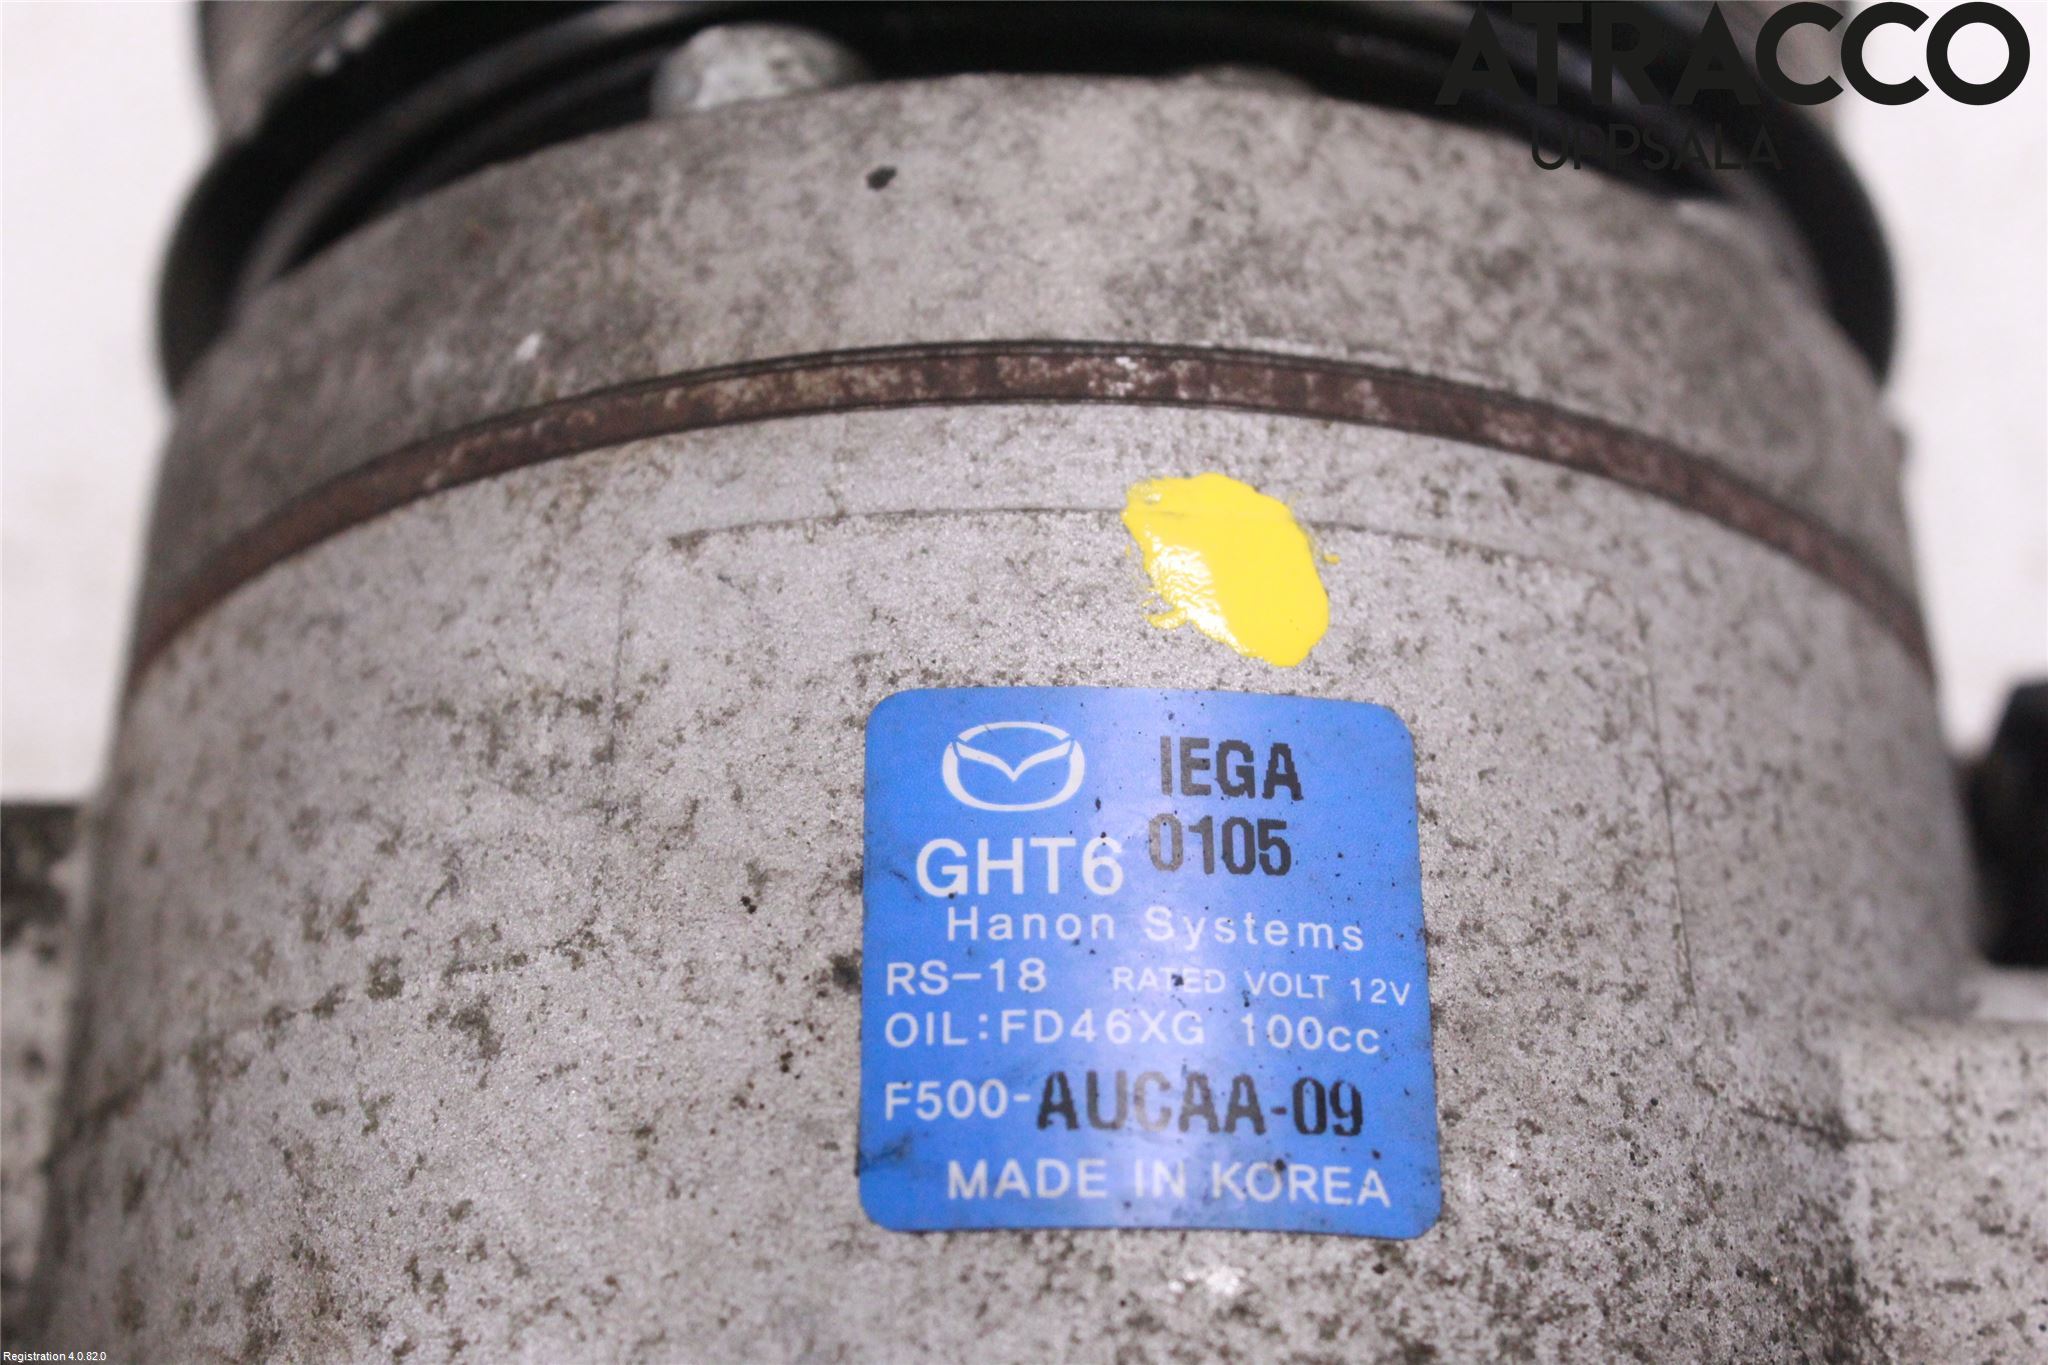 ATRACCO
UPPSALA
IEGA
0105
GHT6
Hanon Systems
RS-18 RATED VOLT 12V
OIL:FD46XG 100cc
F500-AUCAA-09
MADE IN KOREA
Registration 4.0.82.0